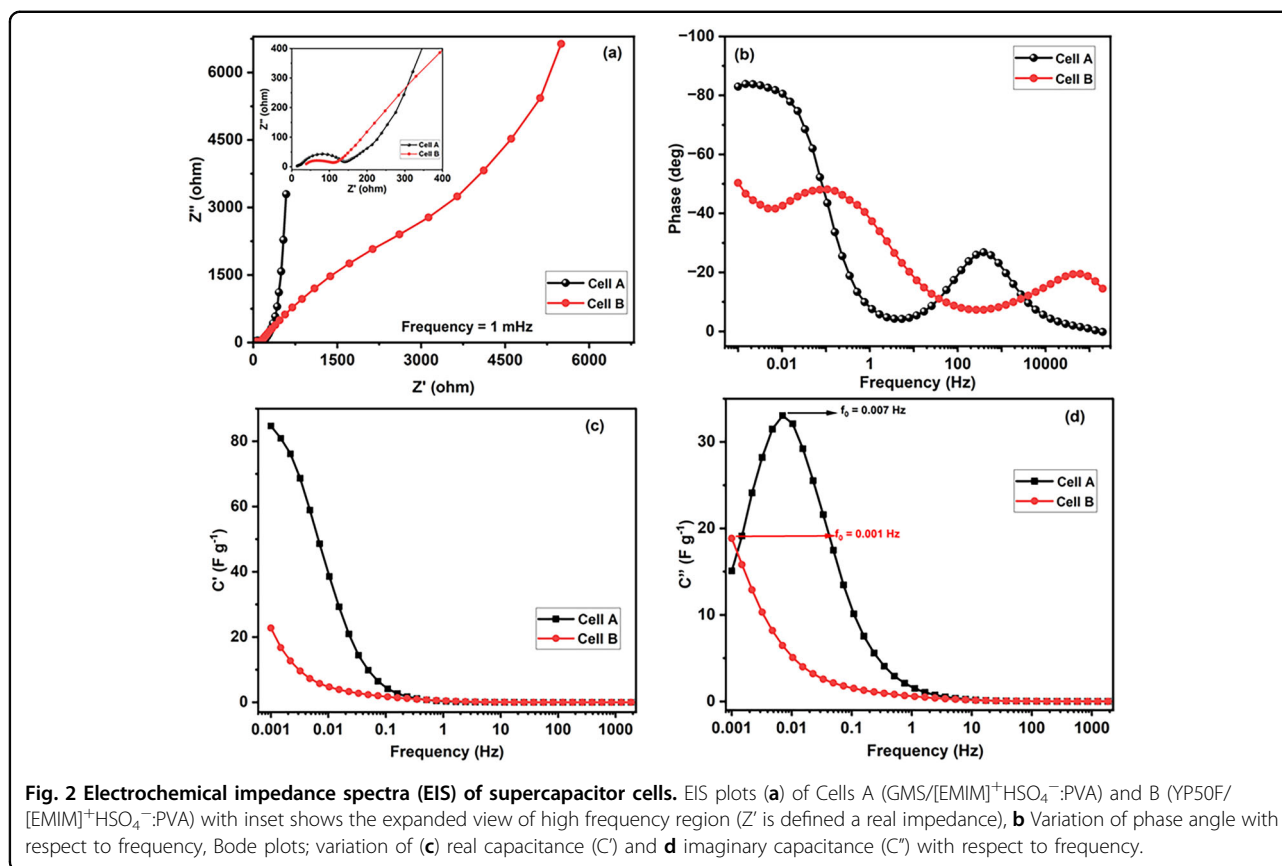 (a)
6000
4500
3000
1500
0
Z'' (ohm)
0 1500 3000 4500 6000
Z' (ohm)
Cell A
Cell B
Frequency = 1 mHz
400
300
200
100
0
Z'' (ohm)
0 100 200 300 400
Z' (ohm)
Cell A
Cell B
(b)
−100
−80
−60
−40
−20
0
Phase (deg)
0.01 1 100 10000
Frequency (Hz)
Cell A
Cell B
(c)
80
60
40
20
0
C' (F g⁻¹)
0.001 0.01 0.1 1 10 100 1000
Frequency (Hz)
Cell A
Cell B
(d)
30
20
10
0
C'' (F g⁻¹)
0.001 0.01 0.1 1 10 100 1000
Frequency (Hz)
f₀ = 0.007 Hz
f₀ = 0.001 Hz
Cell A
Cell B
Fig. 2 Electrochemical impedance spectra (EIS) of supercapacitor cells. EIS plots (a) of Cells A (GMS/[EMIM]⁺HSO₄⁻:PVA) and B (YP50F/
[EMIM]⁺HSO₄⁻:PVA) with inset shows the expanded view of high frequency region (Z' is defined a real impedance), b Variation of phase angle with
respect to frequency, Bode plots; variation of (c) real capacitance (C') and d imaginary capacitance (C'') with respect to frequency.